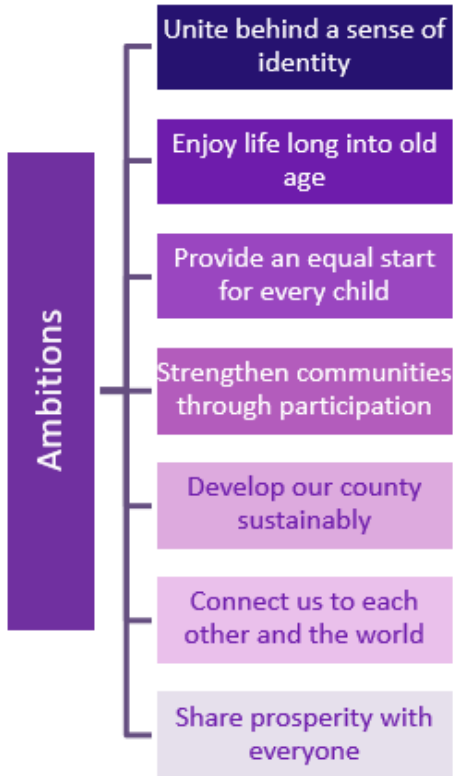 Ambitions
Unite behind a sense of
identity
Enjoy life long into old
age
Provide an equal start
for every child
Strengthen communities
through participation
Develop our county
sustainably
Connect us to each
other and the world
Share prosperity with
everyone